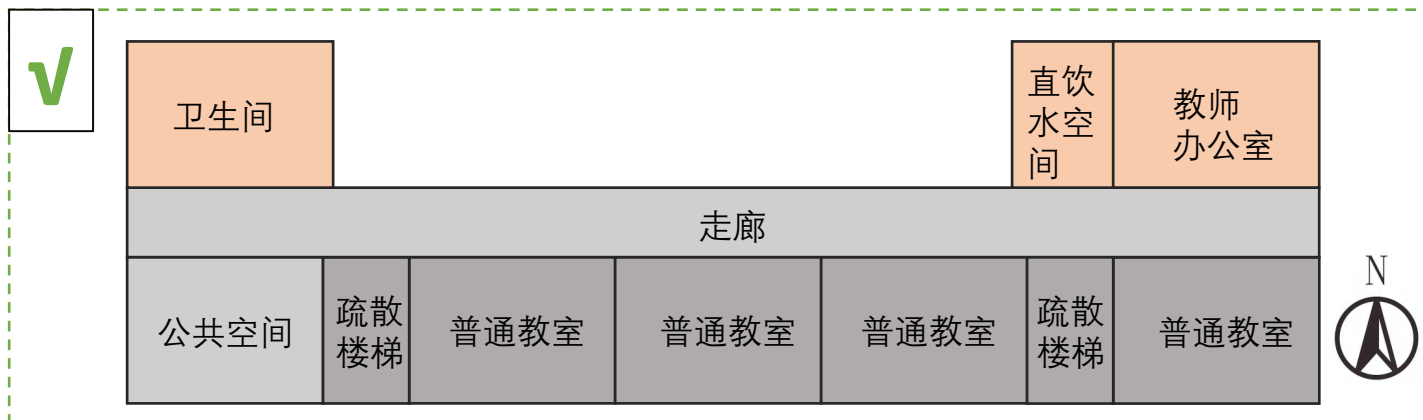 √
卫生间
直饮
水空
间
教师
办公室
走廊
公共空间
疏散
楼梯
普通教室
普通教室
普通教室
疏散
楼梯
普通教室
N